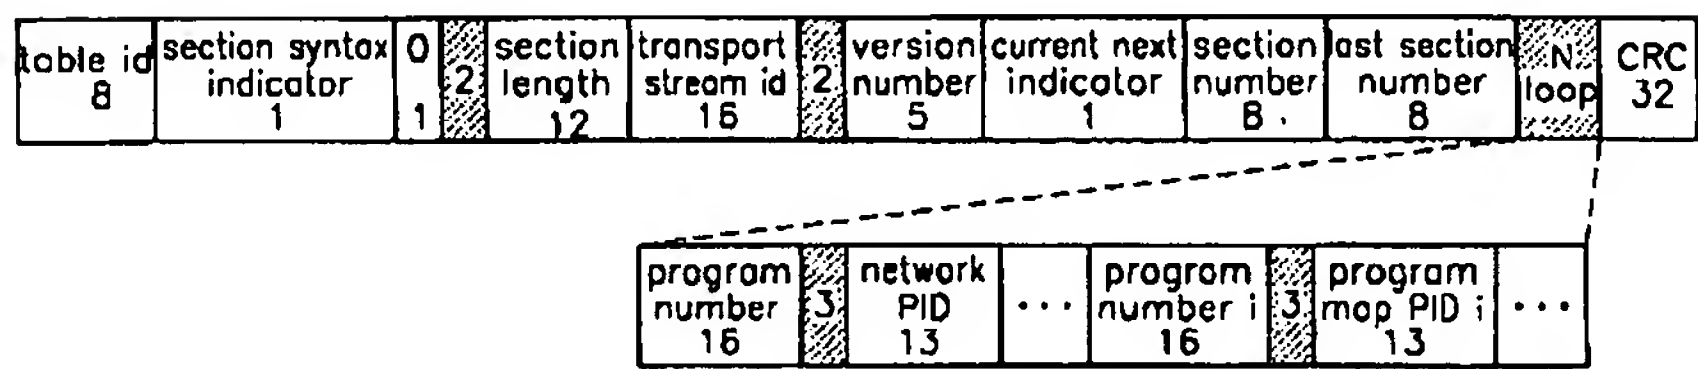 table id section syntax 0 section transport version current next section last section N CRC
8 indicator 2 length stream id 2 number indicator number number loop 32
1 1 12 16 5 1 8 8
program 3 network ... program 3 program ...
number PID number i map PID i
16 13 16 13